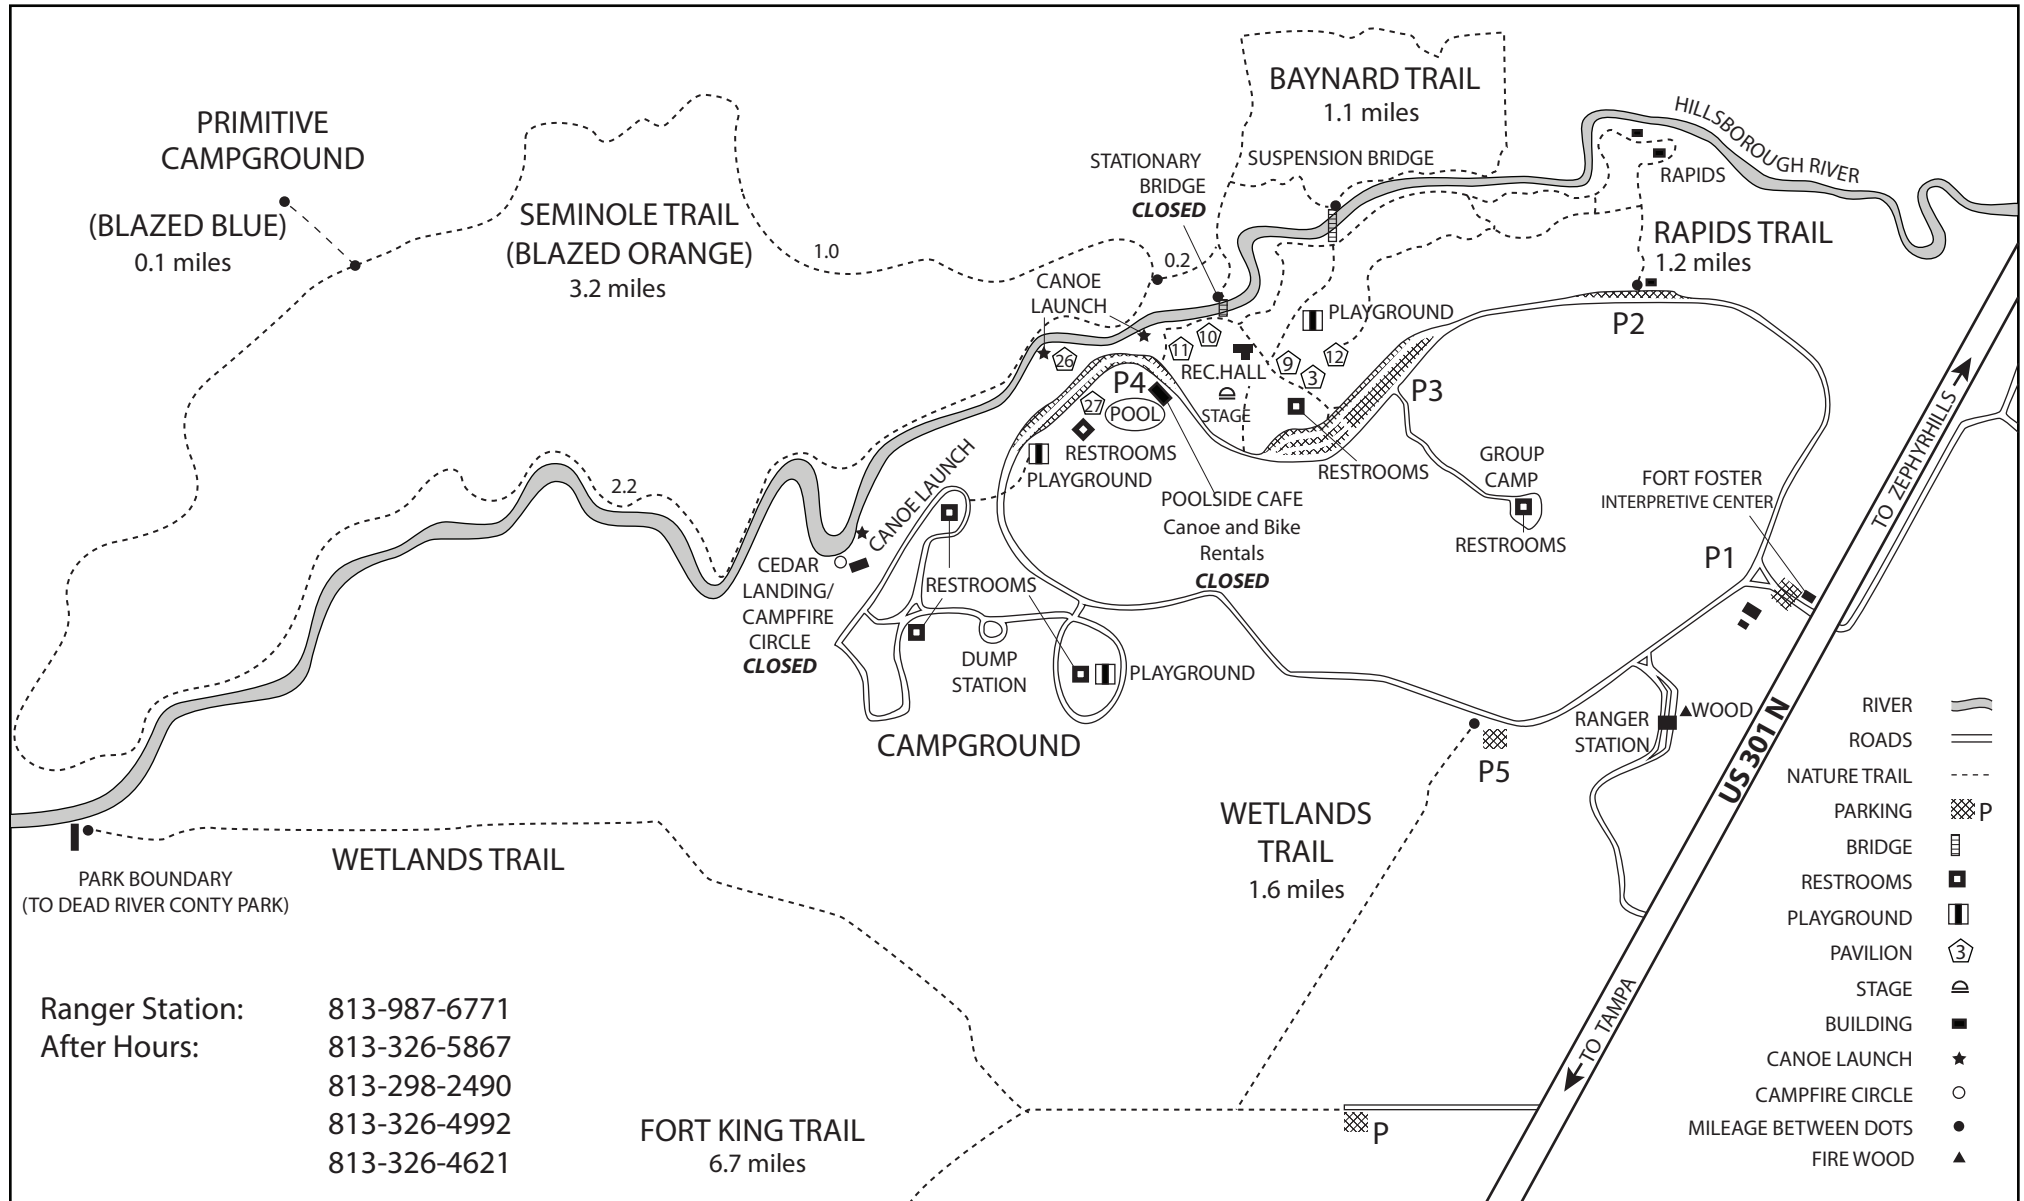 BAYNARD TRAIL
1.1 miles
HILLSBOROUGH RIVER
PRIMITIVE
CAMPGROUND
(BLAZED BLUE)
0.1 miles
SEMINOLE TRAIL
(BLAZED ORANGE)
3.2 miles
1.0
0.2
STATIONARY
BRIDGE
CLOSED
SUSPENSION BRIDGE
RAPIDS
RAPIDS TRAIL
1.2 miles
CANOE
LAUNCH
PLAYGROUND
P2
10
11
26
9
12
3
REC.HALL
STAGE
P4
POOL
27
P3
RESTROOMS
PLAYGROUND
RESTROOMS
GROUP
CAMP
RESTROOMS
FORT FOSTER
INTERPRETIVE CENTER
P1
TO ZEPHYRHILLS
2.2
CANOE LAUNCH
POOLSIDE CAFE
Canoe and Bike
Rentals
CLOSED
CEDAR
LANDING/
CAMPFIRE
CIRCLE
CLOSED
RESTROOMS
DUMP
STATION
PLAYGROUND
CAMPGROUND
RANGER
STATION
WOOD
US 301 N
P5
WETLANDS
TRAIL
1.6 miles
WETLANDS TRAIL
PARK BOUNDARY
(TO DEAD RIVER CONTY PARK)
TO TAMPA
P
FORT KING TRAIL
6.7 miles
Ranger Station: 813-987-6771
After Hours: 813-326-5867
813-298-2490
813-326-4992
813-326-4621
RIVER
ROADS
NATURE TRAIL
PARKING P
BRIDGE
RESTROOMS
PLAYGROUND
PAVILION 3
STAGE
BUILDING
CANOE LAUNCH
CAMPFIRE CIRCLE
MILEAGE BETWEEN DOTS
FIRE WOOD